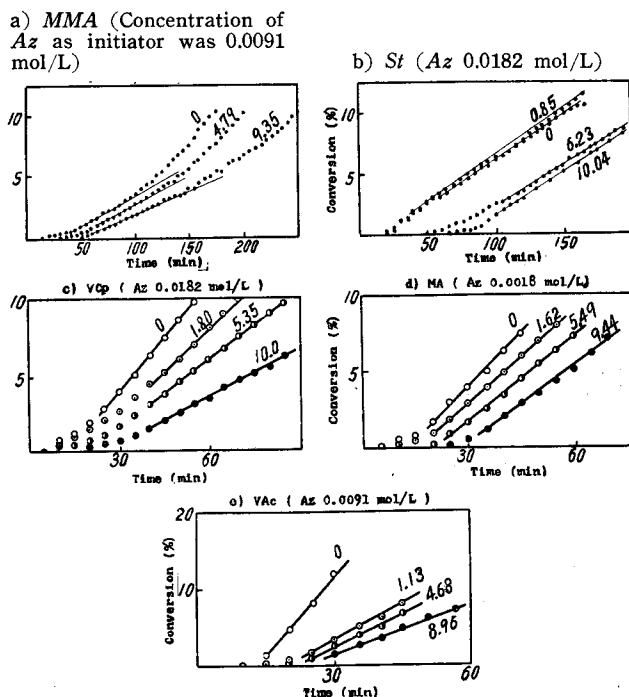 a) MMA (Concentration of
Az as initiator was 0.0091
mol/L)
b) St (Az 0.0182 mol/L)
10
5
0
4.79
9.35
50
100
150
200
Time (min)
Conversion (%)
10
5
0.85
0
6.23
10.04
50
100
150
Time (min)
c) VCp ( Az 0.0182 mol/L )
10
5
0
1.80
5.35
10.0
30
60
Time (min)
d) MA ( Az 0.0018 mol/L)
Conversion (%)
10
5
0
1.62
5.49
9.44
30
60
Time (min)
e) VAc ( Az 0.0091 mol/L )
Conversion (%)
20
10
0
1.13
4.68
8.96
30
60
Time (min)